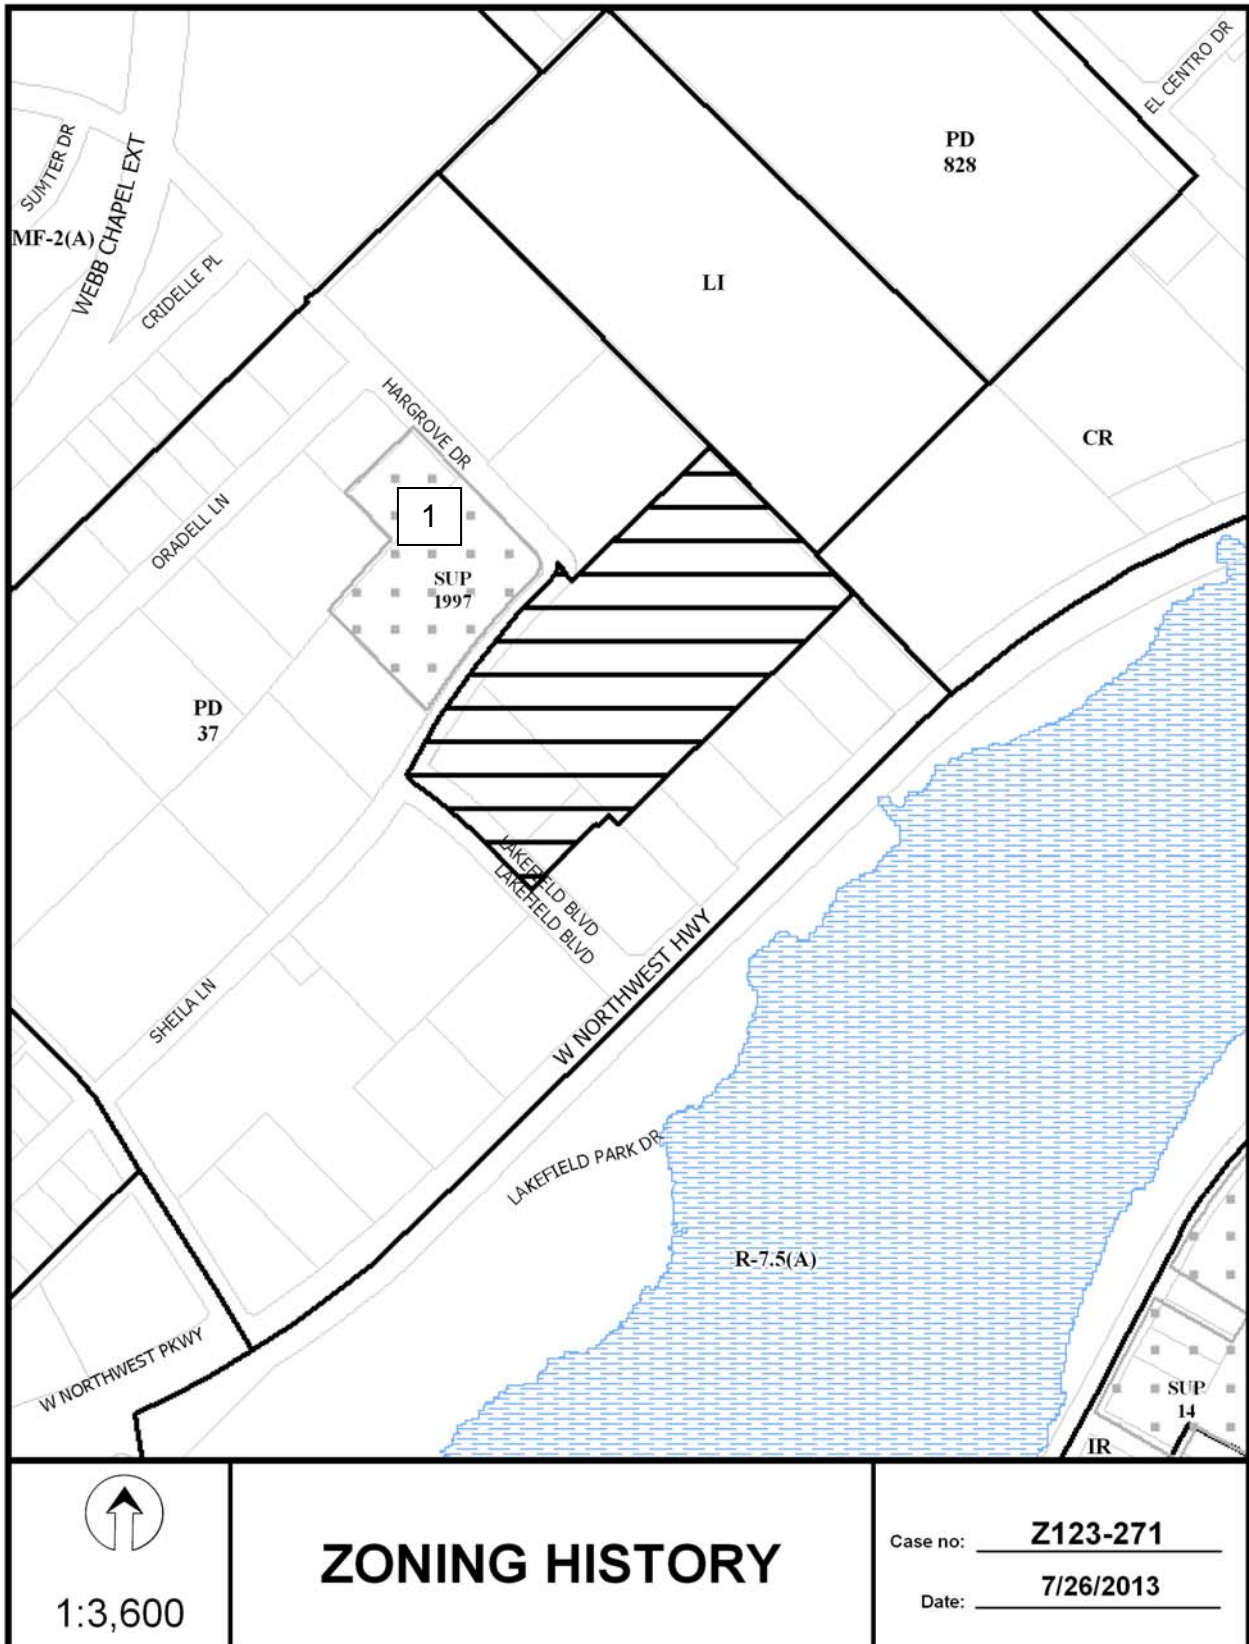 EL CENTRO DR
PD
828
SUMTER DR
WEBB CHAPEL EXT
MF-2(A)
CRIDELLE PL
LI
HARGROVE DR
CR
ORADELL LN
1
SUP
1997
PD
37
LAKEFIELD BLVD
LAKEFIELD BLVD
W NORTHWEST HWY
SHEILA LN
LAKEFIELD PARK DR
R-7.5(A)
W NORTHWEST PKWY
SUP
14
IR
1:3,600
ZONING HISTORY
Case no: Z123-271
Date: 7/26/2013